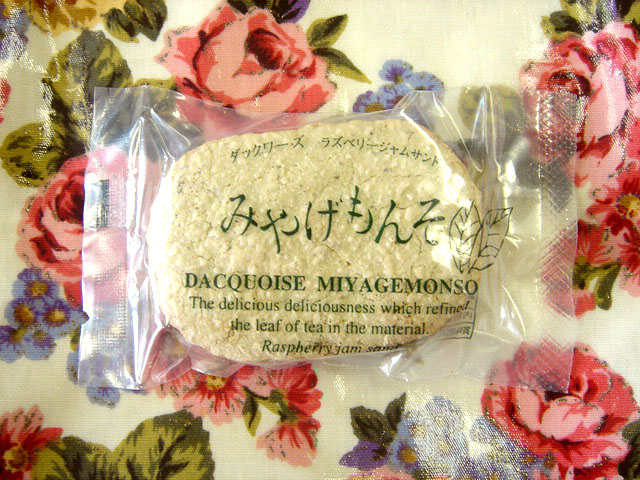 ダックワーズ ラズベリージャムサンド
みやげもんそ
DACQUOISE MIYAGEMONSO
The delicious deliciousness which refined
the leaf of tea in the material.
Raspberry jam sand